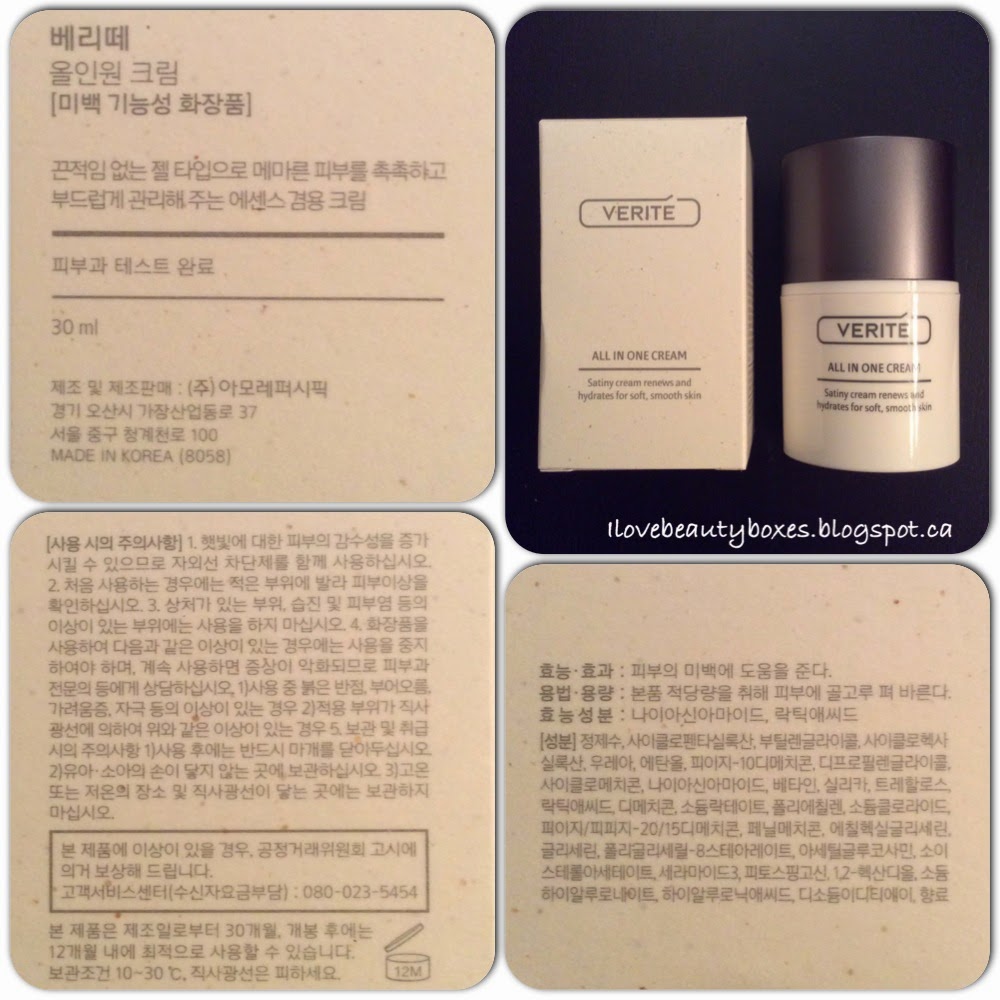 베리떼
올인원 크림
[미백 기능성 화장품]
끈적임 없는 젤 타입으로 메마른 피부를 촉촉하고
부드럽게 관리해 주는 에센스 겸용 크림
피부과 테스트 완료
30 ml
제조 및 제조판매 : (주) 아모레퍼시픽
경기 오산시 가장산업동로 37
서울 중구 청계천로 100
MADE IN KOREA (8058)
VERITÉ
ALL IN ONE CREAM
Satiny cream renews and
hydrates for soft, smooth skin
VERITÉ
ALL IN ONE CREAM
Satiny cream renews and
hydrates for soft, smooth skin
Ilovebeautyboxes.blogspot.ca
[사용 시의 주의사항] 1. 햇빛에 대한 피부의 감수성을 증가
시킬 수 있으므로 자외선 차단제를 함께 사용하십시오.
2. 처음 사용하는 경우에는 적은 부위에 발라 피부이상을
확인하십시오. 3. 상처가 있는 부위, 습진 및 피부염 등의
이상이 있는 부위에는 사용을 하지 마십시오. 4. 화장품을
사용하여 다음과 같은 이상이 있는 경우에는 사용을 중지
하여야 하며, 계속 사용하면 증상이 악화되므로 피부과
전문의 등에게 상담하십시오. 1)사용 중 붉은 반점, 부어오름,
가려움증, 자극 등의 이상이 있는 경우 2)적용 부위가 직사
광선에 의하여 위와 같은 이상이 있는 경우 5. 보관 및 취급
시의 주의사항 1)사용 후에는 반드시 마개를 닫아두십시오.
2)유아·소아의 손이 닿지 않는 곳에 보관하십시오. 3)고온
또는 저온의 장소 및 직사광선이 닿는 곳에는 보관하지
마십시오.
본 제품에 이상이 있을 경우, 공정거래위원회 고시에
의거 보상해 드립니다.
고객서비스센터(수신자요금부담) : 080-023-5454
본 제품은 제조일로부터 30개월, 개봉 후에는
12개월 내에 최적으로 사용할 수 있습니다.
보관조건 10~30 ℃, 직사광선은 피하세요.
12M
효능·효과 : 피부의 미백에 도움을 준다.
용법·용량 : 본품 적당량을 취해 피부에 골고루 펴 바른다.
효능성분 : 나이아신아마이드, 락틱애씨드
[성분] 정제수, 사이클로펜타실록산, 부틸렌글라이콜, 사이클로헥사
실록산, 우레아, 에탄올, 피이지-10디메치콘, 디프로필렌글라이콜,
사이클로메치콘, 나이아신아마이드, 베타인, 실리카, 트레할로스,
락틱애씨드, 디메치콘, 소듐락테이트, 폴리에칠렌, 소듐클로라이드,
피이지/피피지-20/15디메치콘, 페닐메치콘, 에칠헥실글리세린,
글리세린, 폴리글리세릴-8스테아레이트, 아세틸글루코사민, 소이
스테롤아세테이트, 세라마이드3, 피토스핑고신, 1,2-헥산디올, 소듐
하이알루로네이트, 하이알루로닉애씨드, 디소듐이디티에이, 향료